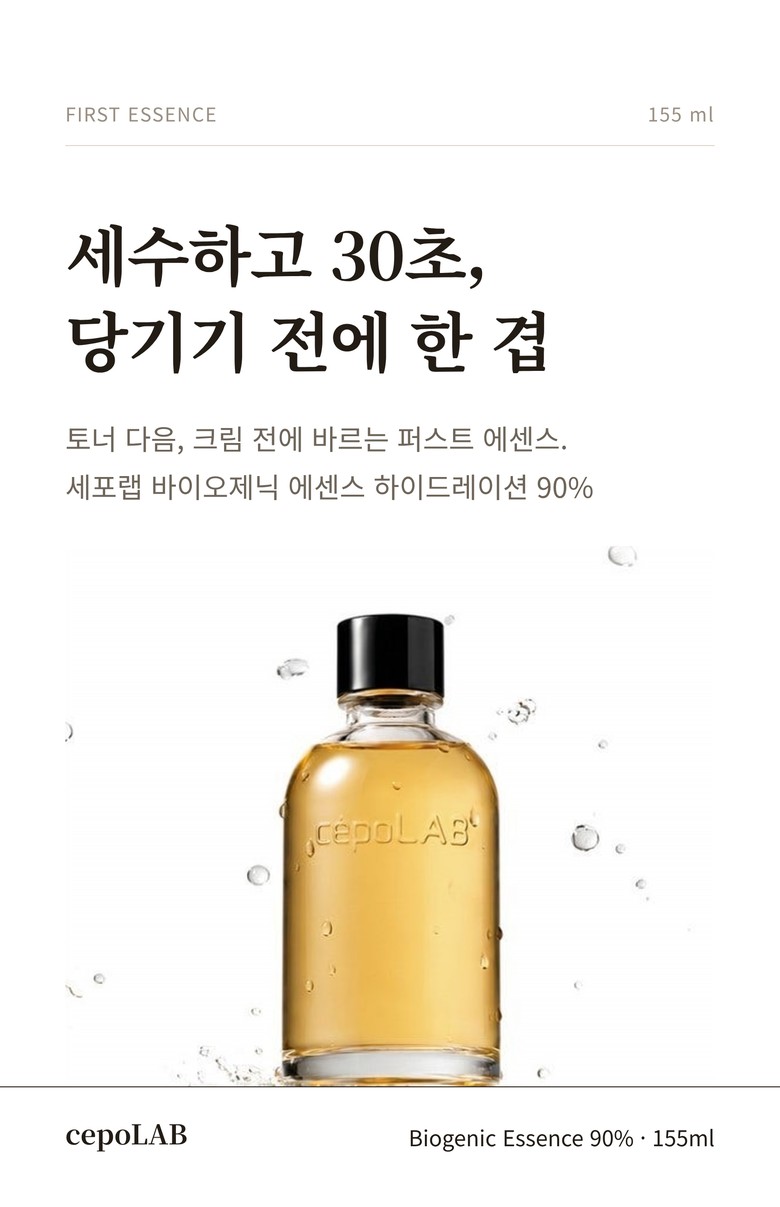 FIRST ESSENCE
155 ml
세수하고 30초,
당기기 전에 한 겹
토너 다음, 크림 전에 바르는 퍼스트 에센스.
세포랩 바이오제닉 에센스 하이드레이션 90%
cépoLAB
cepoLAB
Biogenic Essence 90% · 155ml